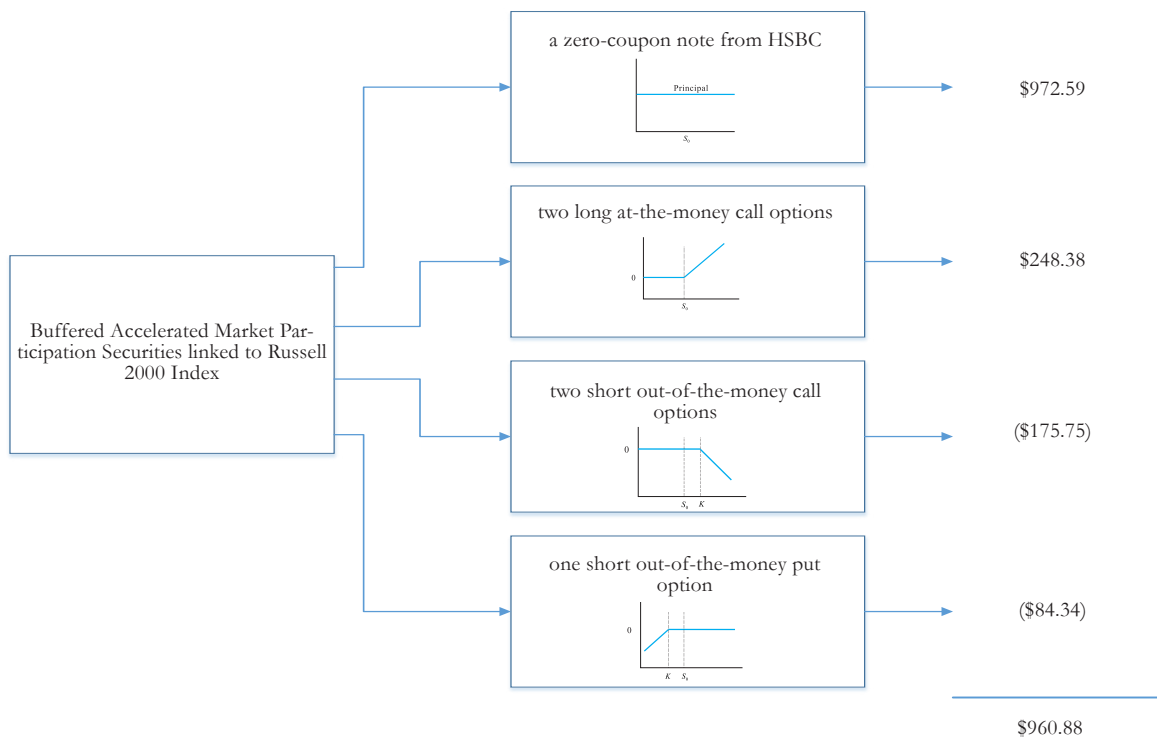 a zero-coupon note from HSBC
Principal
S₀
$972.59
two long at-the-money call options
0
S₀
$248.38
Buffered Accelerated Market Par-
ticipation Securities linked to Russell
2000 Index
two short out-of-the-money call
options
0
S₀ K
($175.75)
one short out-of-the-money put
option
0
K S₀
($84.34)
$960.88